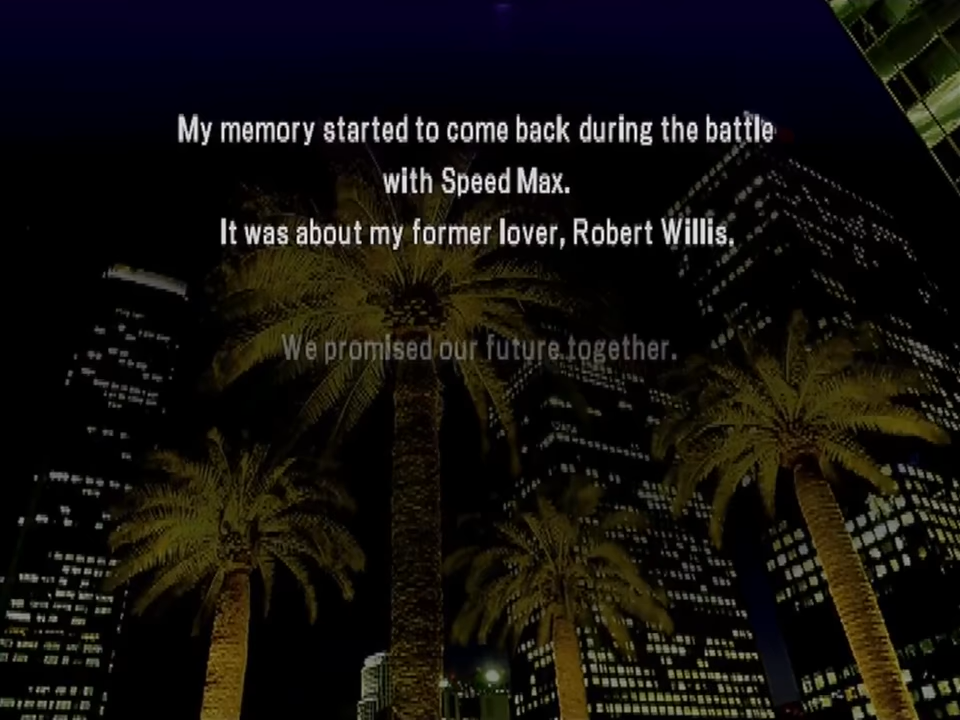 My memory started to come back during the battle
with Speed Max.
It was about my former lover, Robert Willis.
We promised our future together.